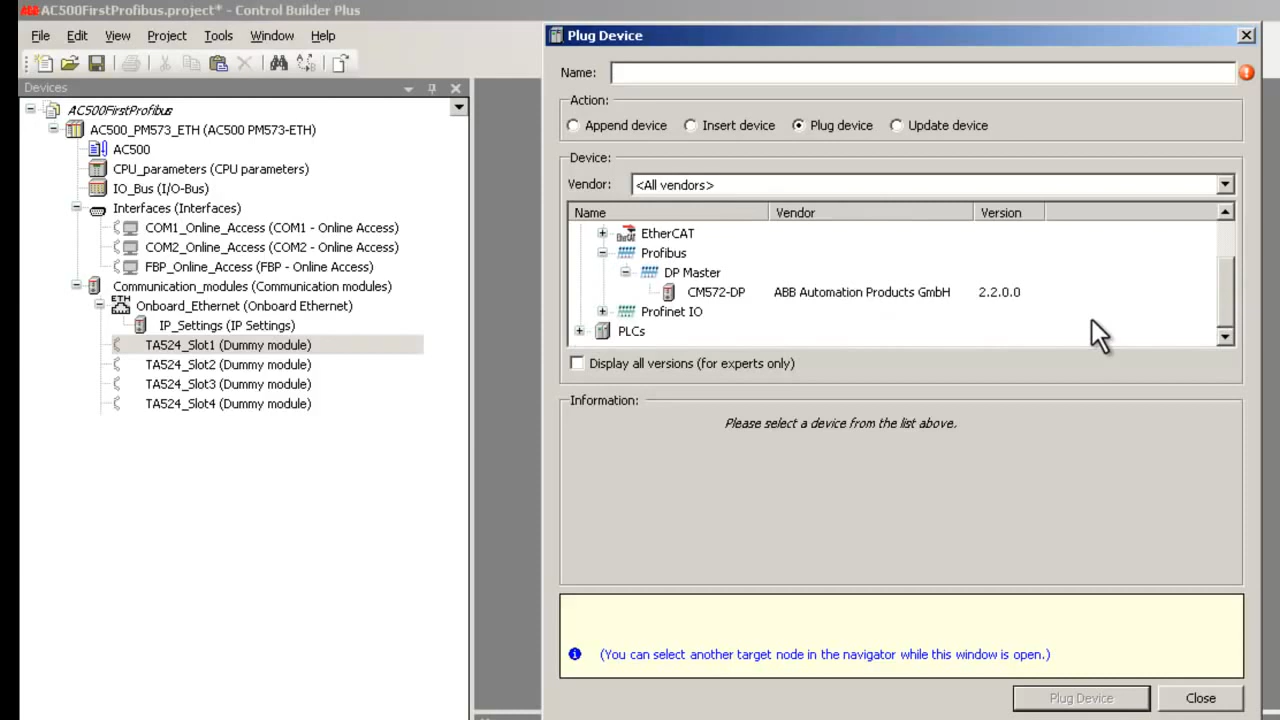 ABB AC500FirstProfibus.project* - Control Builder Plus
File Edit View Project Tools Window Help
Devices
AC500FirstProfibus
AC500_PM573_ETH (AC500 PM573-ETH)
AC500
CPU_parameters (CPU parameters)
IO_Bus (I/O-Bus)
Interfaces (Interfaces)
COM1_Online_Access (COM1 - Online Access)
COM2_Online_Access (COM2 - Online Access)
FBP_Online_Access (FBP - Online Access)
Communication_modules (Communication modules)
ETH Onboard_Ethernet (Onboard Ethernet)
IP_Settings (IP Settings)
TA524_Slot1 (Dummy module)
TA524_Slot2 (Dummy module)
TA524_Slot3 (Dummy module)
TA524_Slot4 (Dummy module)
Plug Device
Name:
Action:
Append device Insert device Plug device Update device
Device:
Vendor: <All vendors>
Name Vendor Version
EtherCAT
Profibus
DP Master
CM572-DP ABB Automation Products GmbH 2.2.0.0
Profinet IO
PLCs
Display all versions (for experts only)
Information:
Please select a device from the list above.
(You can select another target node in the navigator while this window is open.)
Plug Device Close